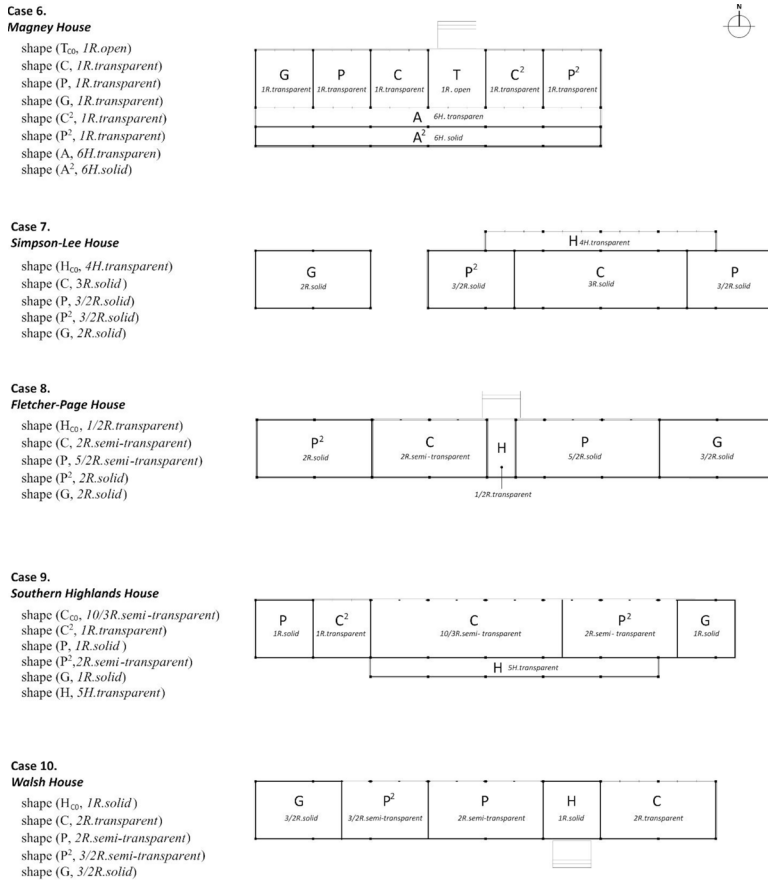 Case 6.
Magney House
shape (T_C0, 1R.open)
shape (C, 1R.transparent)
shape (P, 1R.transparent)
shape (G, 1R.transparent)
shape (C², 1R.transparent)
shape (P², 1R.transparent)
shape (A, 6H.transparen)
shape (A², 6H.solid)
N
G P C T C² P²
1R.transparent 1R.transparent 1R.transparent 1R. open 1R.transparent 1R.transparent
A 6H. transparen
A² 6H. solid
Case 7.
Simpson-Lee House
shape (H_C0, 4H.transparent)
shape (C, 3R.solid)
shape (P, 3/2R.solid)
shape (P², 3/2R.solid)
shape (G, 2R.solid)
H 4H.transparent
G P² C P
2R.solid 3/2R.solid 3R.solid 3/2R.solid
Case 8.
Fletcher-Page House
shape (H_C0, 1/2R.transparent)
shape (C, 2R.semi-transparent)
shape (P, 5/2R.semi-transparent)
shape (P², 2R.solid)
shape (G, 2R.solid)
P² C H P G
2R.solid 2R.semi-transparent 5/2R.solid 3/2R.solid
1/2R.transparent
Case 9.
Southern Highlands House
shape (C_C0, 10/3R.semi-transparent)
shape (C², 1R.transparent)
shape (P, 1R.solid )
shape (P²,2R.semi-transparent)
shape (G, 1R.solid)
shape (H, 5H.transparent)
P C² C P² G
1R.solid 1R.transparent 10/3R.semi- transparent 2R.semi- transparent 1R.solid
H 5H.transparent
Case 10.
Walsh House
shape (H_C0, 1R.solid)
shape (C, 2R.transparent)
shape (P, 2R.semi-transparent)
shape (P², 3/2R.semi-transparent)
shape (G, 3/2R.solid)
G P² P H C
3/2R.solid 3/2R.semi-transparent 2R.semi-transparent 1R.solid 2R.transparent